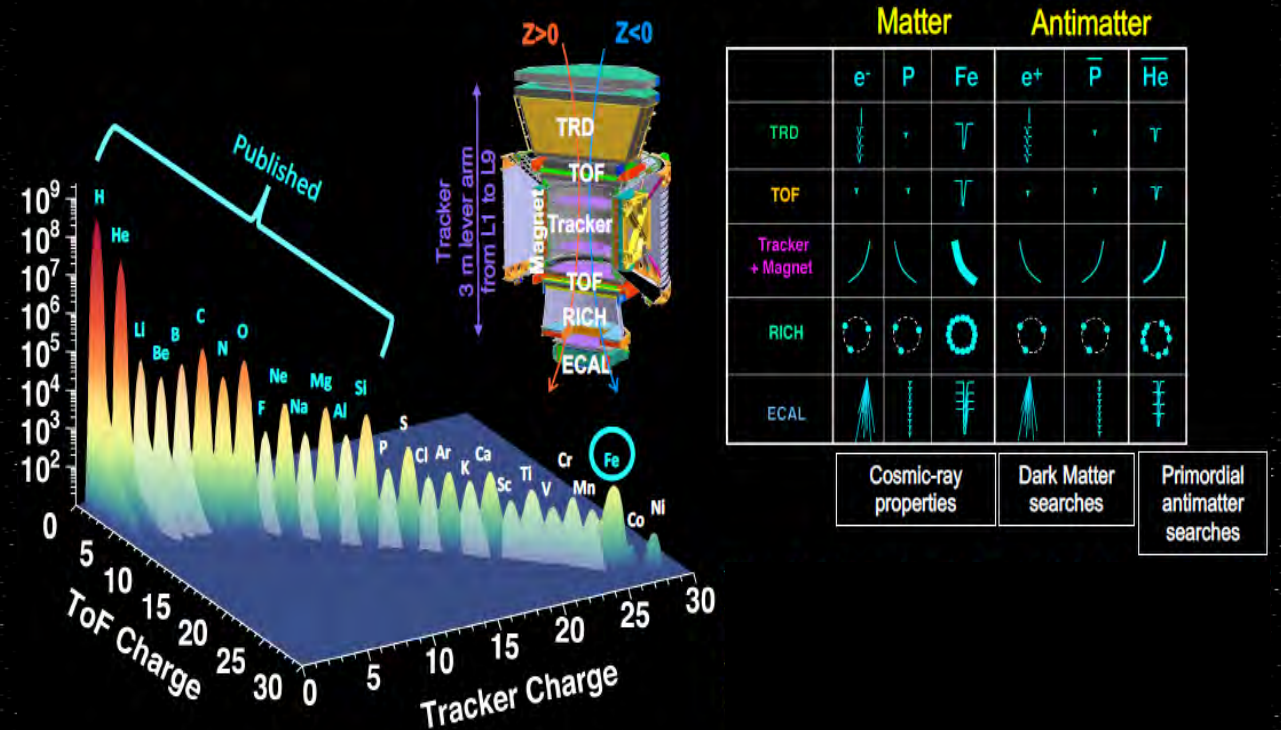 Matter
Antimatter
Z>0
Z<0
e-
P
Fe
e+
P̅
H̅e̅
TRD
TOF
Tracker
+ Magnet
RICH
ECAL
Cosmic-ray
properties
Dark Matter
searches
Primordial
antimatter
searches
TRD
TOF
Magnet
Tracker
TOF
RICH
ECAL
Tracker
3 m lever arm
from L1 to L9
Published
10⁹
10⁸
10⁷
10⁶
10⁵
10⁴
10³
10²
H
He
Li
Be
B
C
N
O
F
Ne
Na
Mg
Al
Si
P
S
Cl
Ar
K
Ca
Sc
Ti
V
Cr
Mn
Fe
Co
Ni
0
5
10
15
20
25
30
ToF Charge
0
5
10
15
20
25
30
Tracker Charge